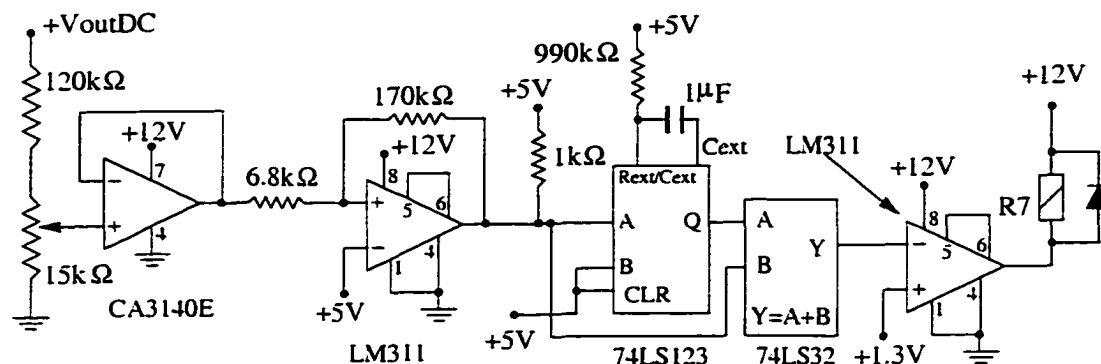 +VoutDC
120kΩ
15kΩ
+12V
7
-
+
4
CA3140E
6.8kΩ
170kΩ
+12V
8
+
-
5
6
1
4
+5V
LM311
+5V
1kΩ
+5V
990kΩ
1µF
Cext
Rext/Cext
A
Q
B
CLR
+5V
74LS123
A
B
Y
Y=A+B
74LS32
LM311
+12V
8
-
+
5
6
1
4
+1.3V
+12V
R7